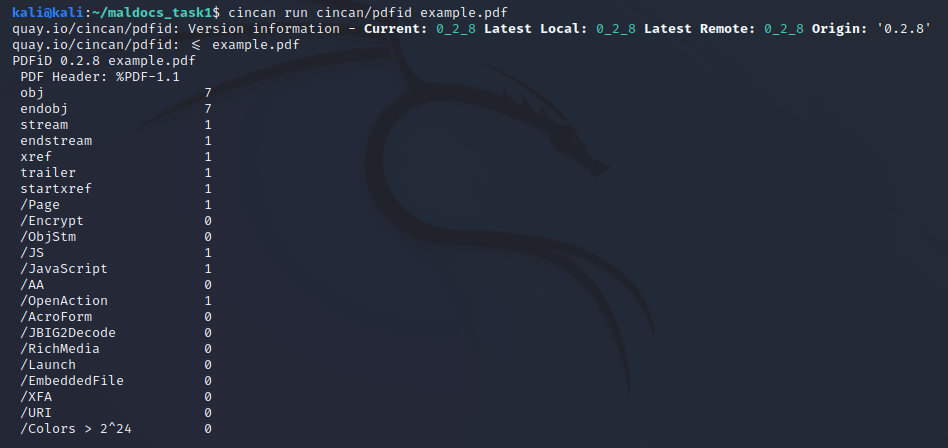 kali@kali:~/maldocs_task1$ cincan run cincan/pdfid example.pdf
quay.io/cincan/pdfid: Version information - Current: 0_2_8 Latest Local: 0_2_8 Latest Remote: 0_2_8 Origin: '0.2.8'
quay.io/cincan/pdfid: <= example.pdf
PDFiD 0.2.8 example.pdf
PDF Header: %PDF-1.1
obj 7
endobj 7
stream 1
endstream 1
xref 1
trailer 1
startxref 1
/Page 1
/Encrypt 0
/ObjStm 0
/JS 1
/JavaScript 1
/AA 0
/OpenAction 1
/AcroForm 0
/JBIG2Decode 0
/RichMedia 0
/Launch 0
/EmbeddedFile 0
/XFA 0
/URI 0
/Colors > 2^24 0